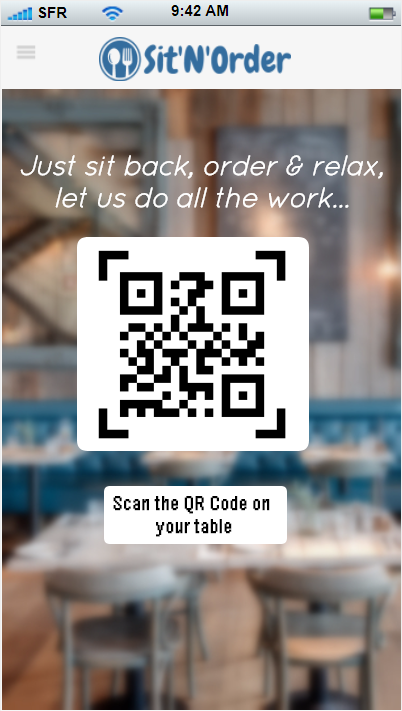 SFR 9:42 AM
Sit'N'Order
Just sit back, order & relax,
let us do all the work...
Scan the QR Code on
your table